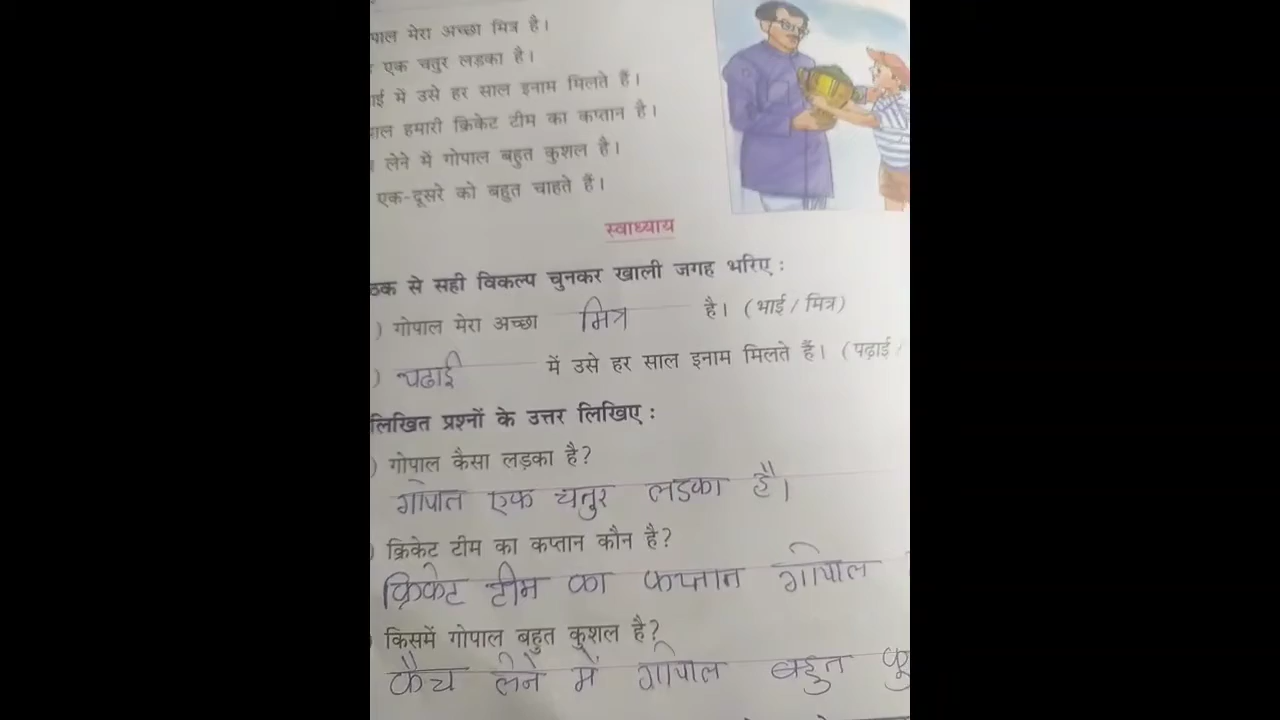 पाल मेरा अच्छा मित्र है।
एक चतुर लड़का है।
ाई में उसे हर साल इनाम मिलते हैं।
पाल हमारी क्रिकेट टीम का कप्तान है।
लेने में गोपाल बहुत कुशल है।
एक-दूसरे को बहुत चाहते हैं।
स्वाध्याय
ठक से सही विकल्प चुनकर खाली जगह भरिए :
) गोपाल मेरा अच्छा मित्र है। (भाई / मित्र)
) पढाई में उसे हर साल इनाम मिलते हैं। (पढ़ाई /
लिखित प्रश्नों के उत्तर लिखिए :
) गोपाल कैसा लड़का है?
गोपात एक चतुर लडका है।
) क्रिकेट टीम का कप्तान कौन है?
क्रिकेट टीम का कप्तान गोपाल
किसमें गोपाल बहुत कुशल है?
कैच लेने में गोपाल बहुत कु